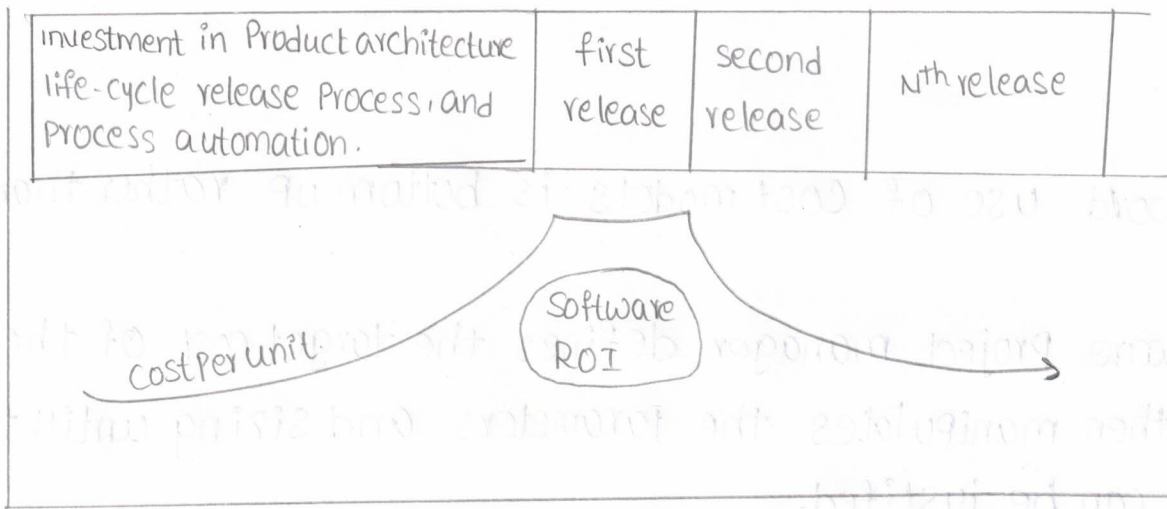 investment in Product architecture
life-cycle release Process, and
Process automation.
first
release
second
release
Nth release
Cost Per unit
Software
ROI